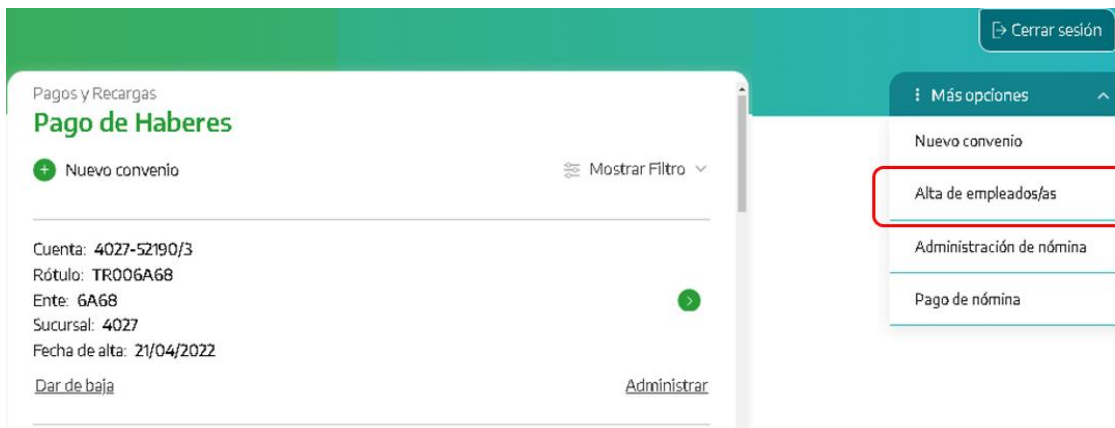 Cerrar sesión
Pagos y Recargas
Pago de Haberes
Nuevo convenio
Mostrar Filtro
Cuenta: 4027-52190/3
Rótulo: TR006A68
Ente: 6A68
Sucursal: 4027
Fecha de alta: 21/04/2022
Dar de baja
Administrar
Más opciones
Nuevo convenio
Alta de empleados/as
Administración de nómina
Pago de nómina